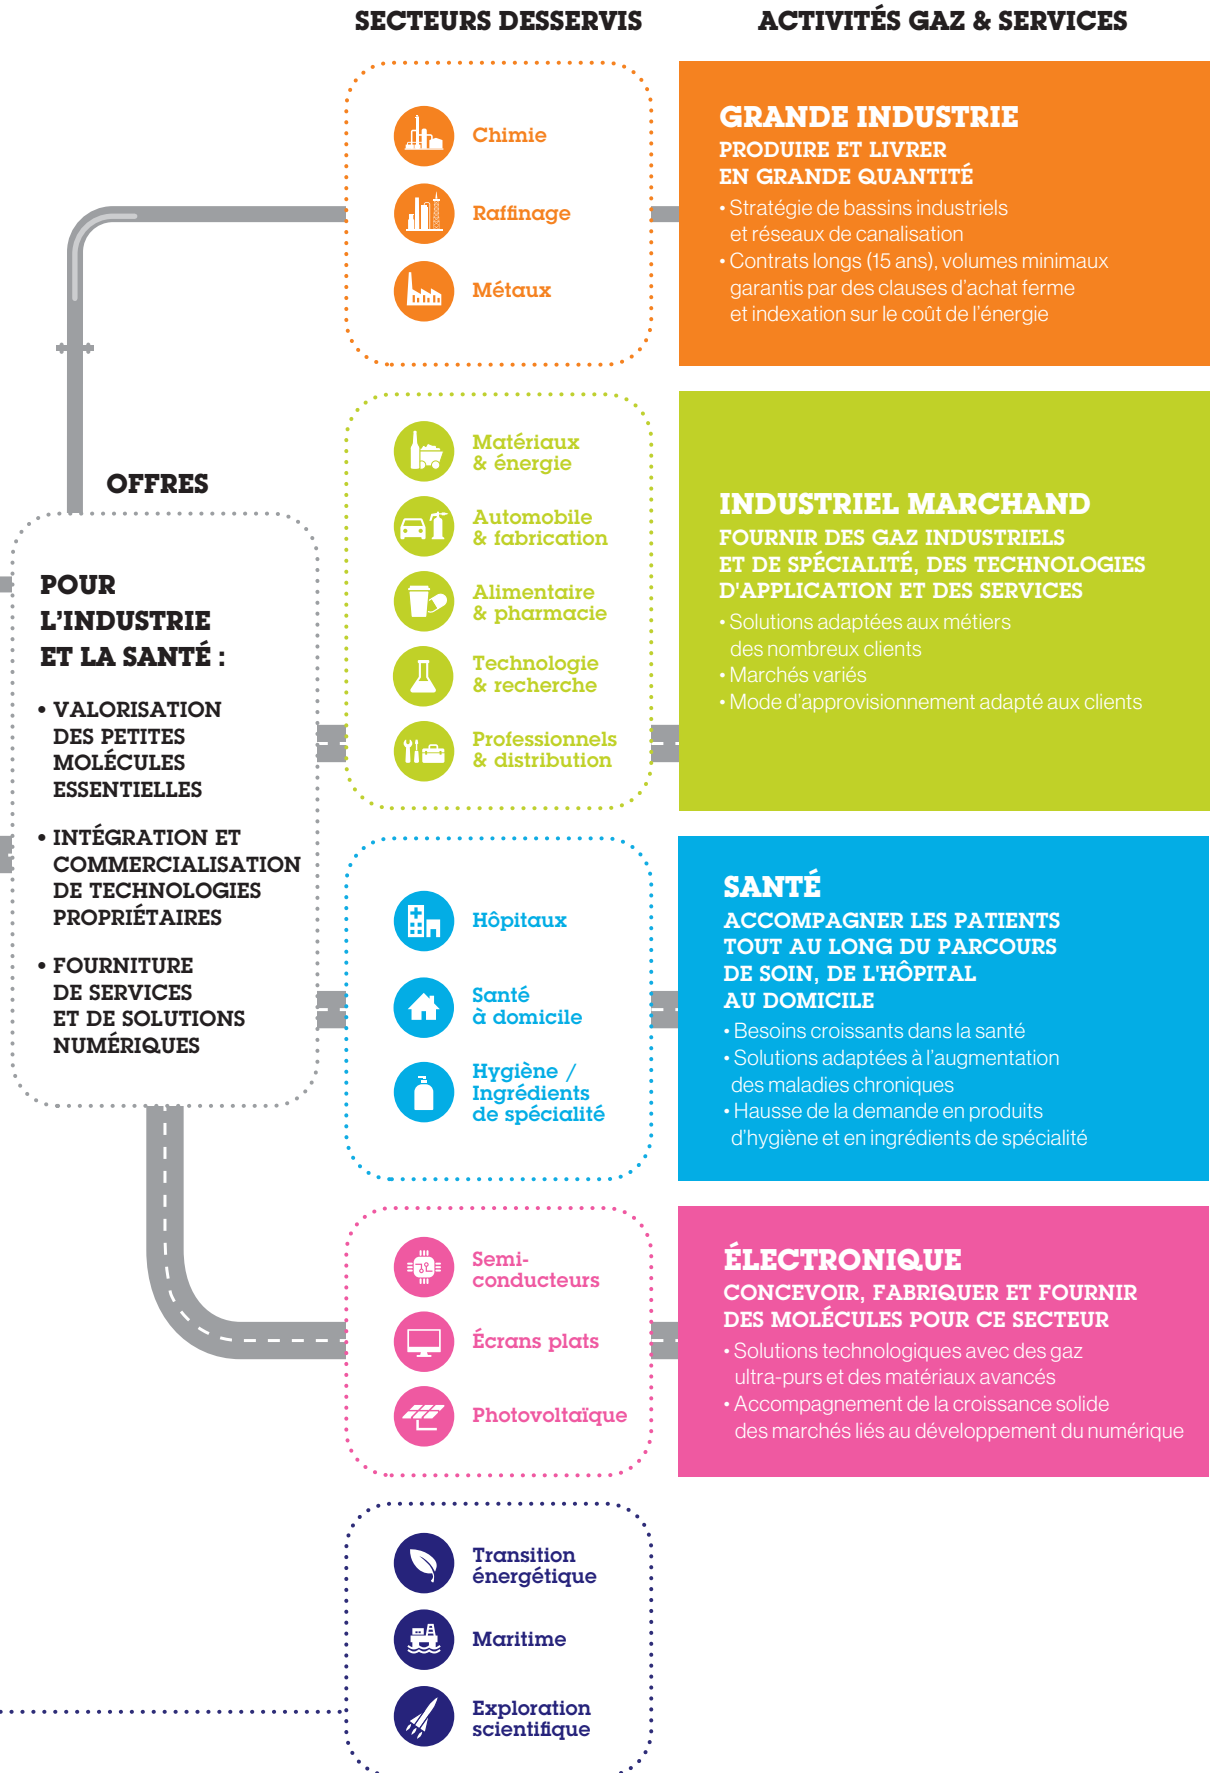 SECTEURS DESSERVIS
ACTIVITÉS GAZ & SERVICES
Chimie
Raffinage
Métaux
GRANDE INDUSTRIE
PRODUIRE ET LIVRER
EN GRANDE QUANTITÉ
• Stratégie de bassins industriels
et réseaux de canalisation
• Contrats longs (15 ans), volumes minimaux
garantis par des clauses d'achat ferme
et indexation sur le coût de l'énergie
OFFRES
POUR
L'INDUSTRIE
ET LA SANTÉ :
• VALORISATION
DES PETITES
MOLÉCULES
ESSENTIELLES
• INTÉGRATION ET
COMMERCIALISATION
DE TECHNOLOGIES
PROPRIÉTAIRES
• FOURNITURE
DE SERVICES
ET DE SOLUTIONS
NUMÉRIQUES
Matériaux
& énergie
Automobile
& fabrication
Alimentaire
& pharmacie
Technologie
& recherche
Professionnels
& distribution
INDUSTRIEL MARCHAND
FOURNIR DES GAZ INDUSTRIELS
ET DE SPÉCIALITÉ, DES TECHNOLOGIES
D'APPLICATION ET DES SERVICES
• Solutions adaptées aux métiers
des nombreux clients
• Marchés variés
• Mode d'approvisionnement adapté aux clients
Hôpitaux
Santé
à domicile
Hygiène /
Ingrédients
de spécialité
SANTÉ
ACCOMPAGNER LES PATIENTS
TOUT AU LONG DU PARCOURS
DE SOIN, DE L'HÔPITAL
AU DOMICILE
• Besoins croissants dans la santé
• Solutions adaptées à l'augmentation
des maladies chroniques
• Hausse de la demande en produits
d'hygiène et en ingrédients de spécialité
Semi-
conducteurs
Écrans plats
Photovoltaïque
ÉLECTRONIQUE
CONCEVOIR, FABRIQUER ET FOURNIR
DES MOLÉCULES POUR CE SECTEUR
• Solutions technologiques avec des gaz
ultra-purs et des matériaux avancés
• Accompagnement de la croissance solide
des marchés liés au développement du numérique
Transition
énergétique
Maritime
Exploration
scientifique